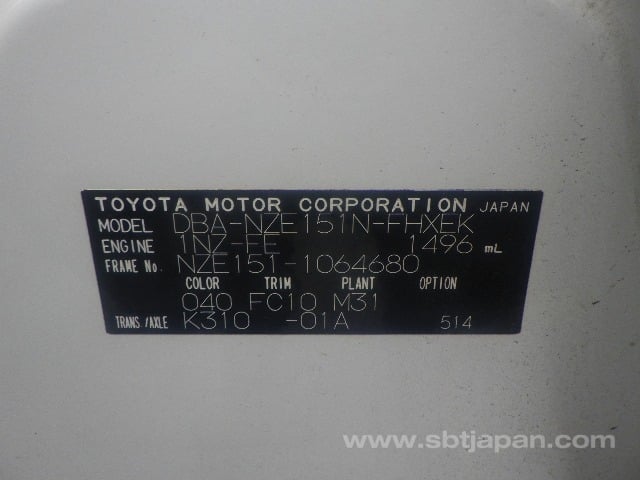 TOYOTA MOTOR CORPORATION JAPAN
MODEL DBA-NZE151N-FHXEK
ENGINE 1NZ-FE 1496 mL
FRAME No. NZE151-1064680
COLOR TRIM PLANT OPTION
040 FC10 M31
TRANS./AXLE K310 -01A 514
www.sbtjapan.com